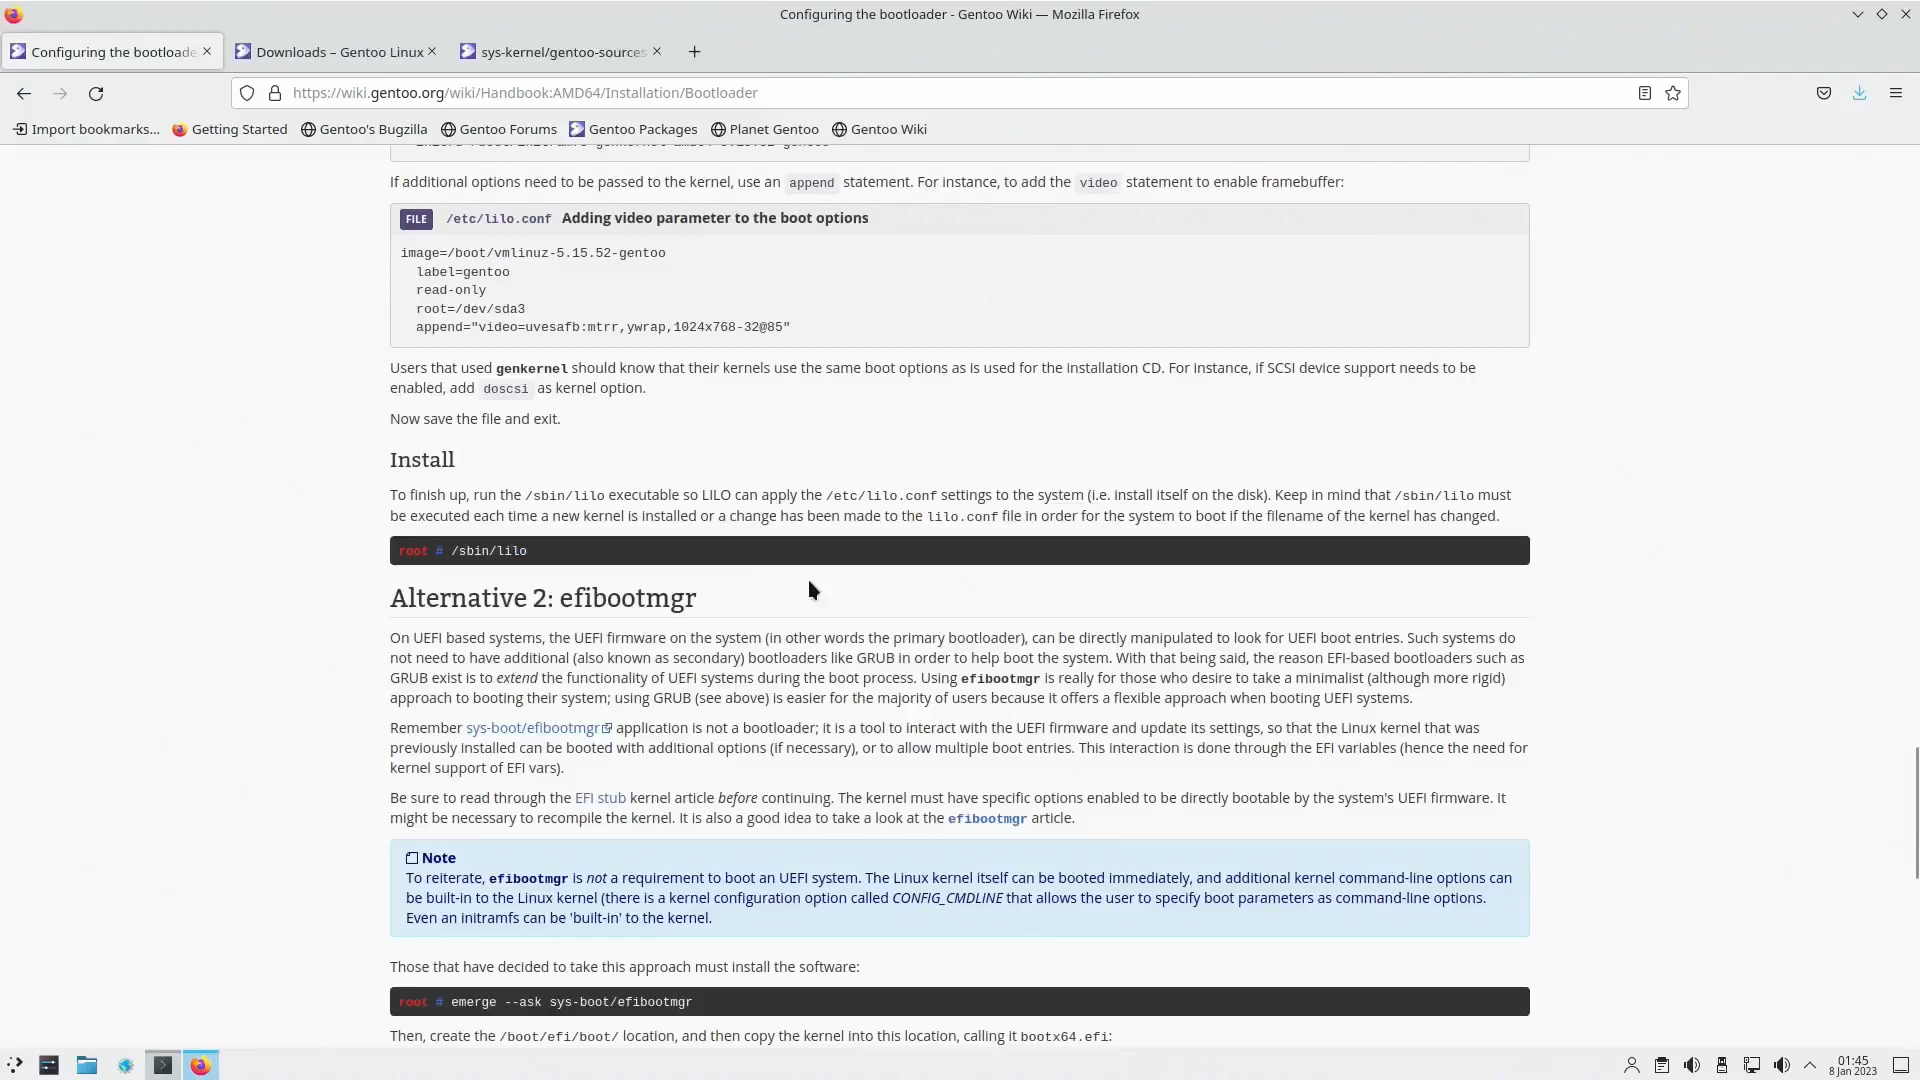 Configuring the bootloader - Gentoo Wiki — Mozilla Firefox
Configuring the bootloade
Downloads – Gentoo Linux
sys-kernel/gentoo-sources
https://wiki.gentoo.org/wiki/Handbook:AMD64/Installation/Bootloader
Import bookmarks... Getting Started Gentoo's Bugzilla Gentoo Forums Gentoo Packages Planet Gentoo Gentoo Wiki
If additional options need to be passed to the kernel, use an append statement. For instance, to add the video statement to enable framebuffer:
FILE /etc/lilo.conf Adding video parameter to the boot options
image=/boot/vmlinuz-5.15.52-gentoo
label=gentoo
read-only
root=/dev/sda3
append="video=uvesafb:mtrr,ywrap,1024x768-32@85"
Users that used genkernel should know that their kernels use the same boot options as is used for the installation CD. For instance, if SCSI device support needs to be
enabled, add doscsi as kernel option.
Now save the file and exit.
Install
To finish up, run the /sbin/lilo executable so LILO can apply the /etc/lilo.conf settings to the system (i.e. install itself on the disk). Keep in mind that /sbin/lilo must
be executed each time a new kernel is installed or a change has been made to the lilo.conf file in order for the system to boot if the filename of the kernel has changed.
root # /sbin/lilo
Alternative 2: efibootmgr
On UEFI based systems, the UEFI firmware on the system (in other words the primary bootloader), can be directly manipulated to look for UEFI boot entries. Such systems do
not need to have additional (also known as secondary) bootloaders like GRUB in order to help boot the system. With that being said, the reason EFI-based bootloaders such as
GRUB exist is to extend the functionality of UEFI systems during the boot process. Using efibootmgr is really for those who desire to take a minimalist (although more rigid)
approach to booting their system; using GRUB (see above) is easier for the majority of users because it offers a flexible approach when booting UEFI systems.
Remember sys-boot/efibootmgr application is not a bootloader; it is a tool to interact with the UEFI firmware and update its settings, so that the Linux kernel that was
previously installed can be booted with additional options (if necessary), or to allow multiple boot entries. This interaction is done through the EFI variables (hence the need for
kernel support of EFI vars).
Be sure to read through the EFI stub kernel article before continuing. The kernel must have specific options enabled to be directly bootable by the system's UEFI firmware. It
might be necessary to recompile the kernel. It is also a good idea to take a look at the efibootmgr article.
Note
To reiterate, efibootmgr is not a requirement to boot an UEFI system. The Linux kernel itself can be booted immediately, and additional kernel command-line options can
be built-in to the Linux kernel (there is a kernel configuration option called CONFIG_CMDLINE that allows the user to specify boot parameters as command-line options.
Even an initramfs can be 'built-in' to the kernel.
Those that have decided to take this approach must install the software:
root # emerge --ask sys-boot/efibootmgr
Then, create the /boot/efi/boot/ location, and then copy the kernel into this location, calling it bootx64.efi:
01:45
8 Jan 2023